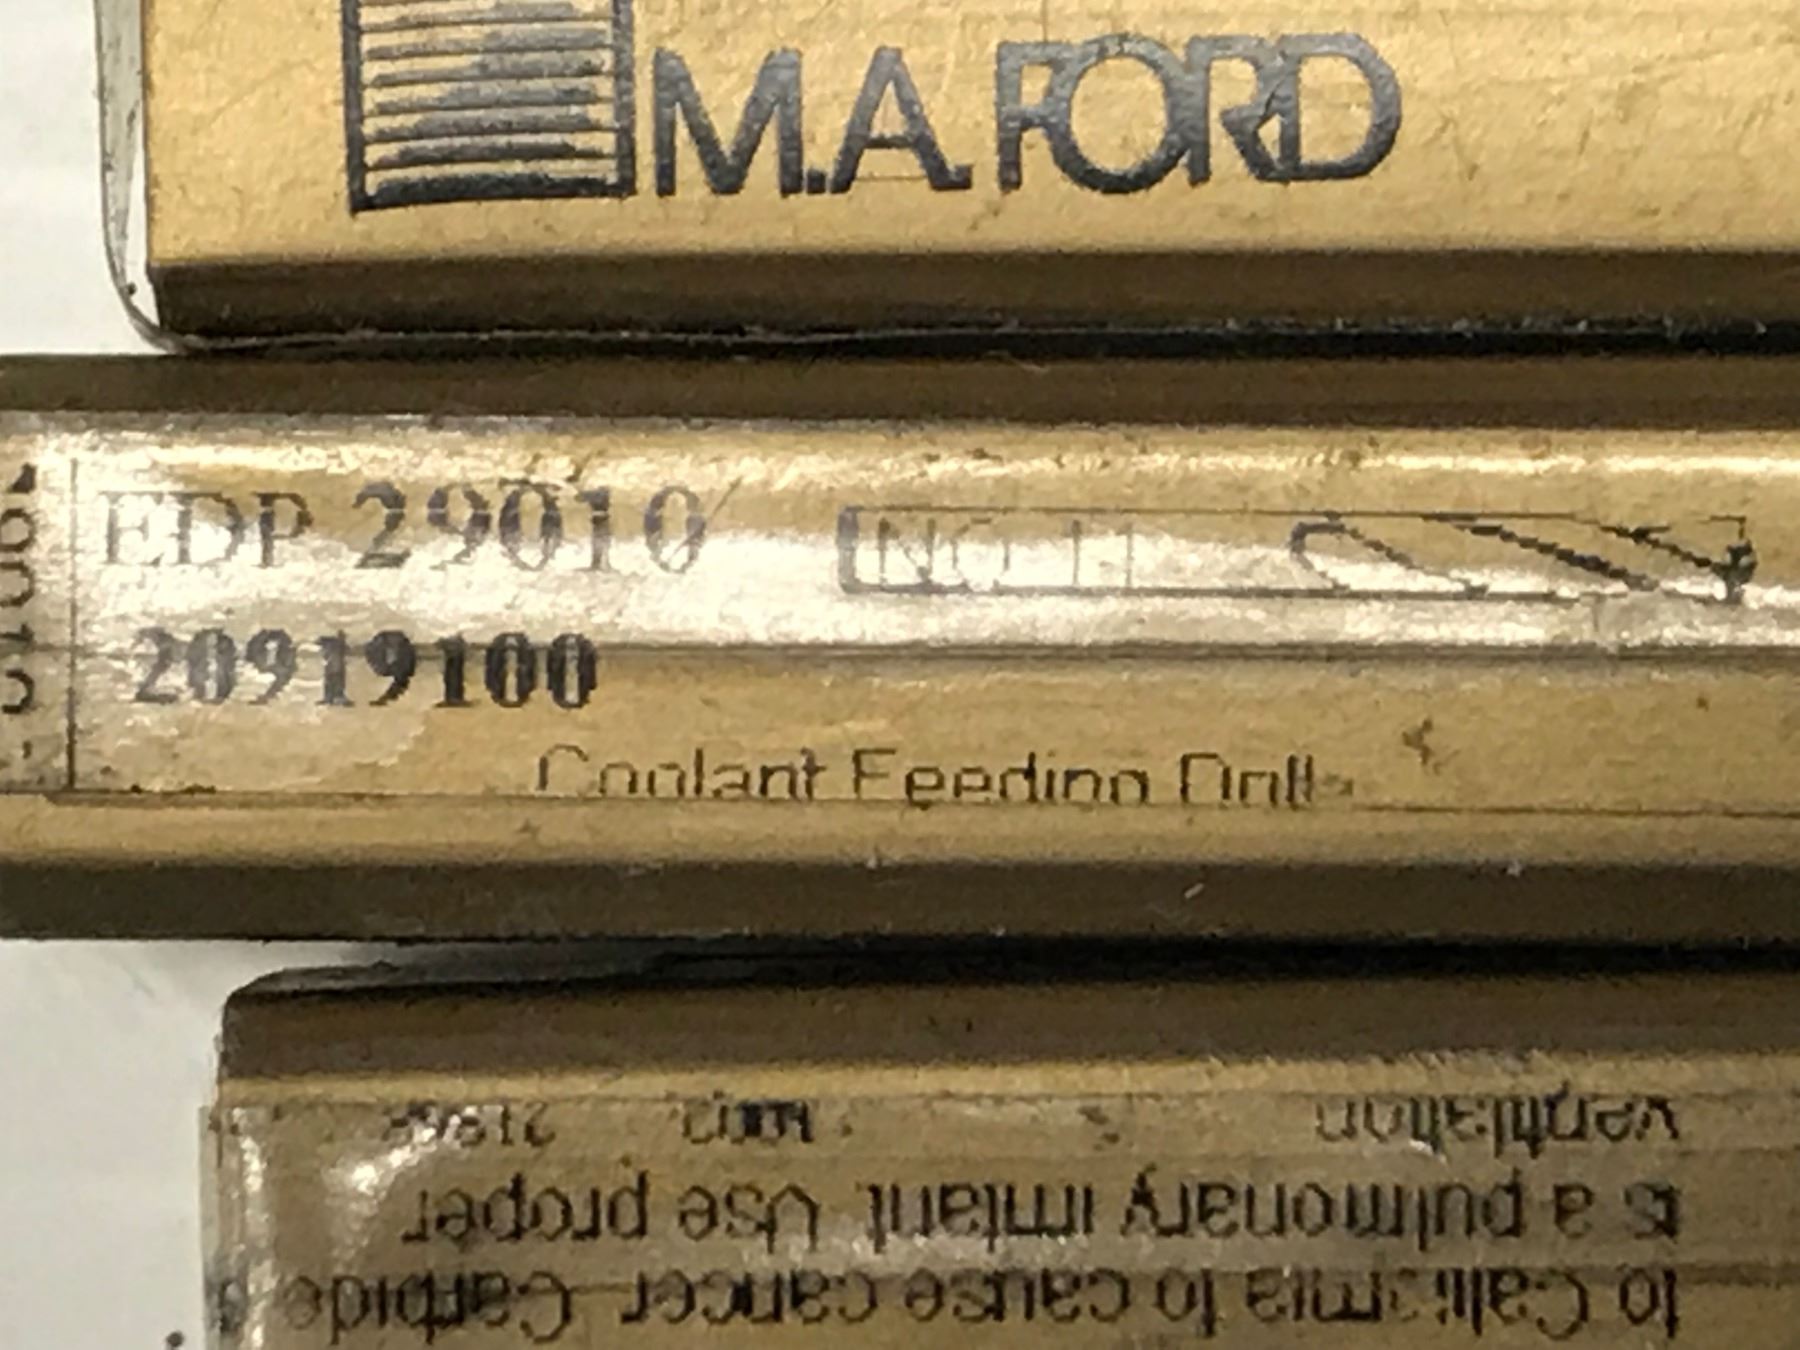 M.A. FORD
EDP 29010
NO. 11
20919100
Coolant Feeding Drills
to California to cause cancer. Carbide
is a pulmonary irritant. Use proper
ventilation